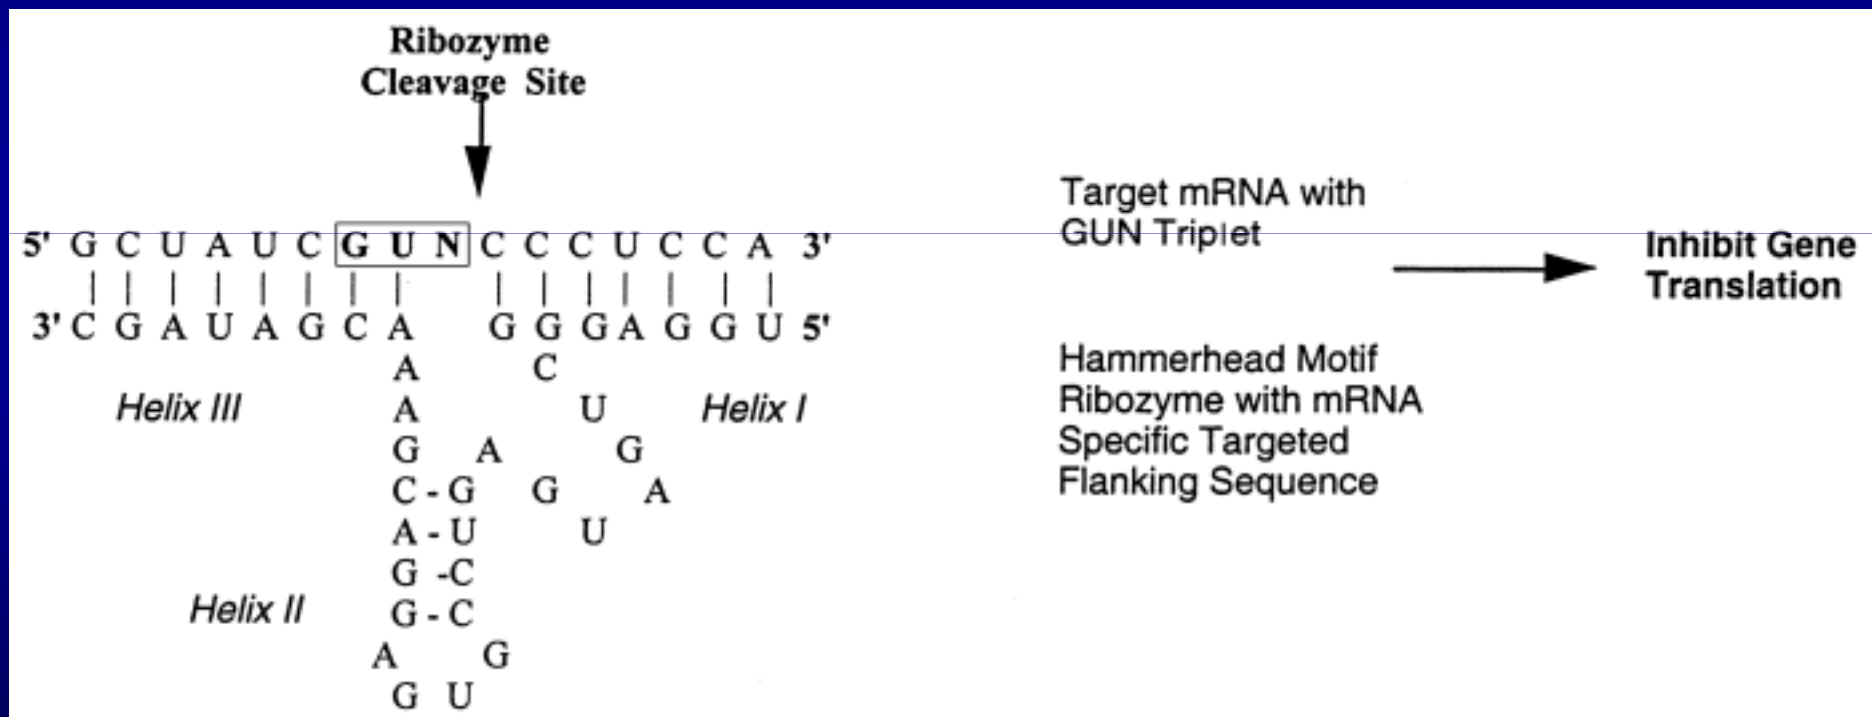 Ribozyme
Cleavage Site
5' G C U A U C G U N C C C U C C A 3'
3' C G A U A G C A G G G A G G U 5'
A C
Helix III A U Helix I
G A G
C - G G A
A - U U
G - C
Helix II G - C
A G
G U
Target mRNA with
GUN Triplet
Hammerhead Motif
Ribozyme with mRNA
Specific Targeted
Flanking Sequence
Inhibit Gene
Translation